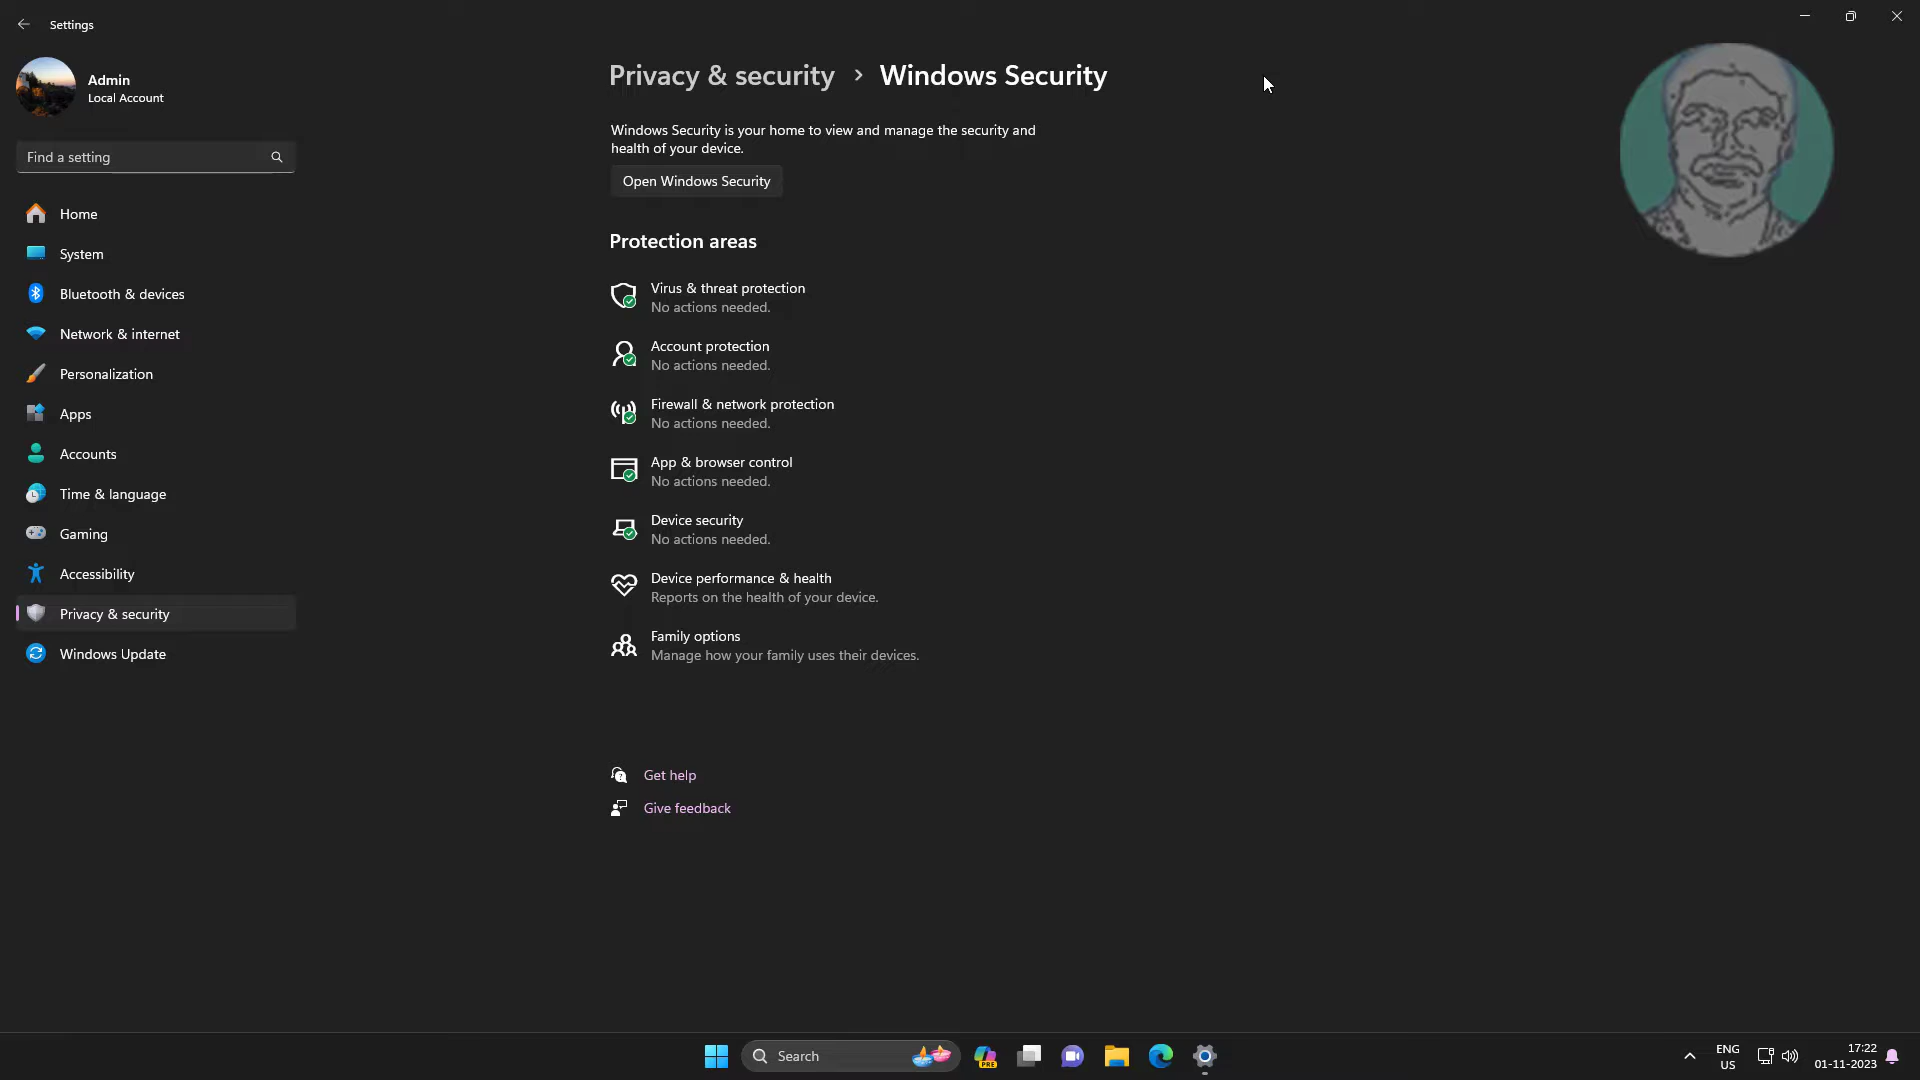 Settings
Admin
Local Account
Find a setting
Home
System
Bluetooth & devices
Network & internet
Personalization
Apps
Accounts
Time & language
Gaming
Accessibility
Privacy & security
Windows Update
Privacy & security > Windows Security
Windows Security is your home to view and manage the security and
health of your device.
Open Windows Security
Protection areas
Virus & threat protection
No actions needed.
Account protection
No actions needed.
Firewall & network protection
No actions needed.
App & browser control
No actions needed.
Device security
No actions needed.
Device performance & health
Reports on the health of your device.
Family options
Manage how your family uses their devices.
Get help
Give feedback
Search
PRE
ENG
US
17:22
01-11-2023